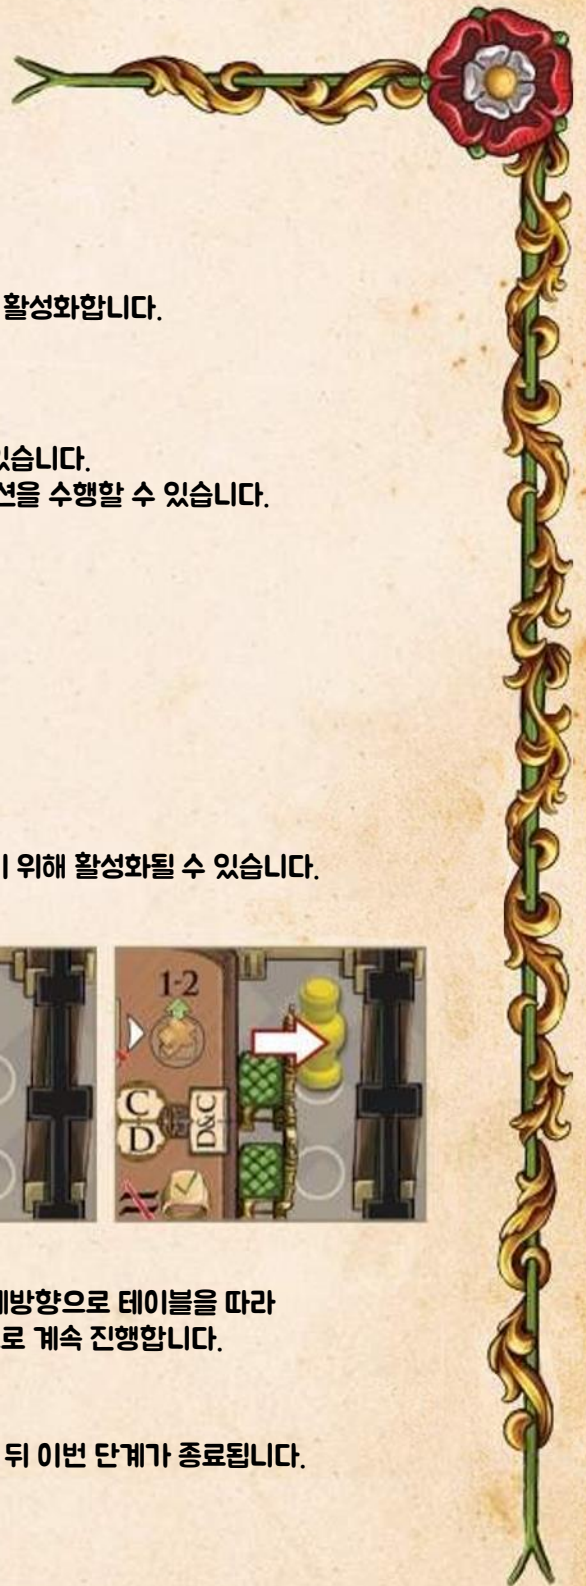 활성화합니다.
있습니다.
션을 수행할 수 있습니다.
위해 활성화될 수 있습니다.
1-2
C
D
D&C
계방향으로 테이블을 따라
로 계속 진행합니다.
뒤 이번 단계가 종료됩니다.